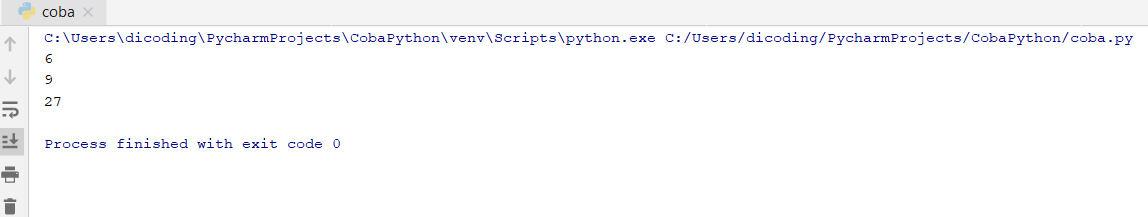 coba
C:\Users\dicoding\PycharmProjects\CobaPython\venv\Scripts\python.exe C:/Users/dicoding/PycharmProjects/CobaPython/coba.py
6
9
27
Process finished with exit code 0